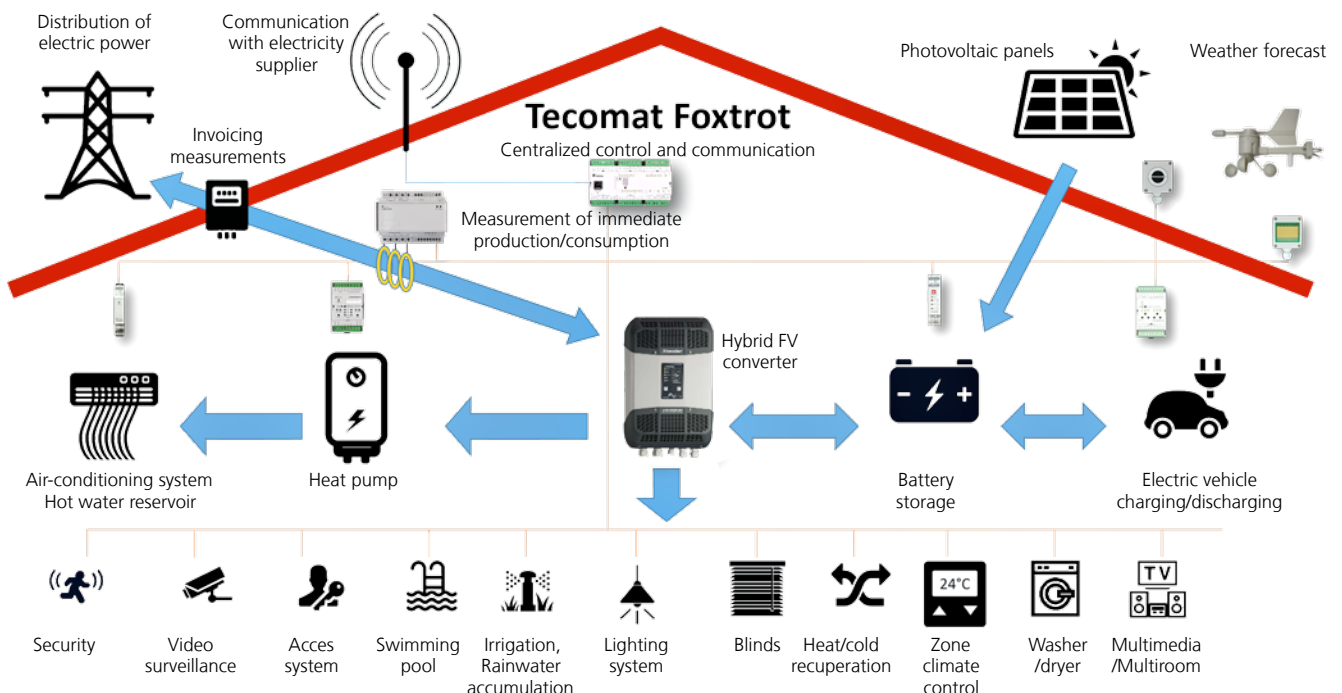 Distribution of
electric power
Communication
with electricity
supplier
Photovoltaic panels
Weather forecast
Invoicing
measurements
Tecomat Foxtrot
Centralized control and communication
Measurement of immediate
production/consumption
Hybrid FV
converter
Air-conditioning system
Hot water reservoir
Heat pump
Battery
storage
Electric vehicle
charging/discharging
24°C
TV
Security
Video
surveillance
Acces
system
Swimming
pool
Irrigation,
Rainwater
accumulation
Lighting
system
Blinds
Heat/cold
recuperation
Zone
climate
control
Washer
/dryer
Multimedia
/Multiroom